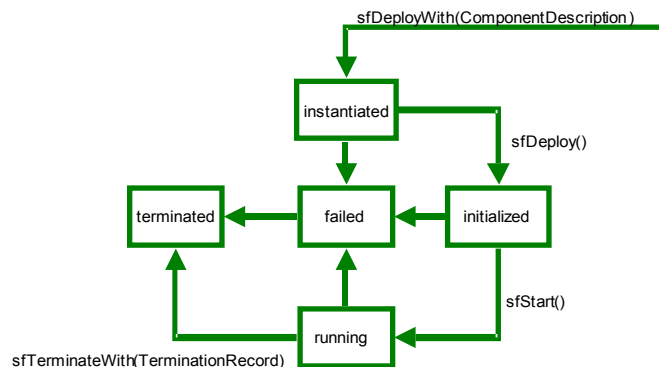 sfDeployWith(ComponentDescription )
instantiated
sfDeploy()
terminated
failed
initialized
sfStart()
running
sfTerminateWith(TerminationRecord)